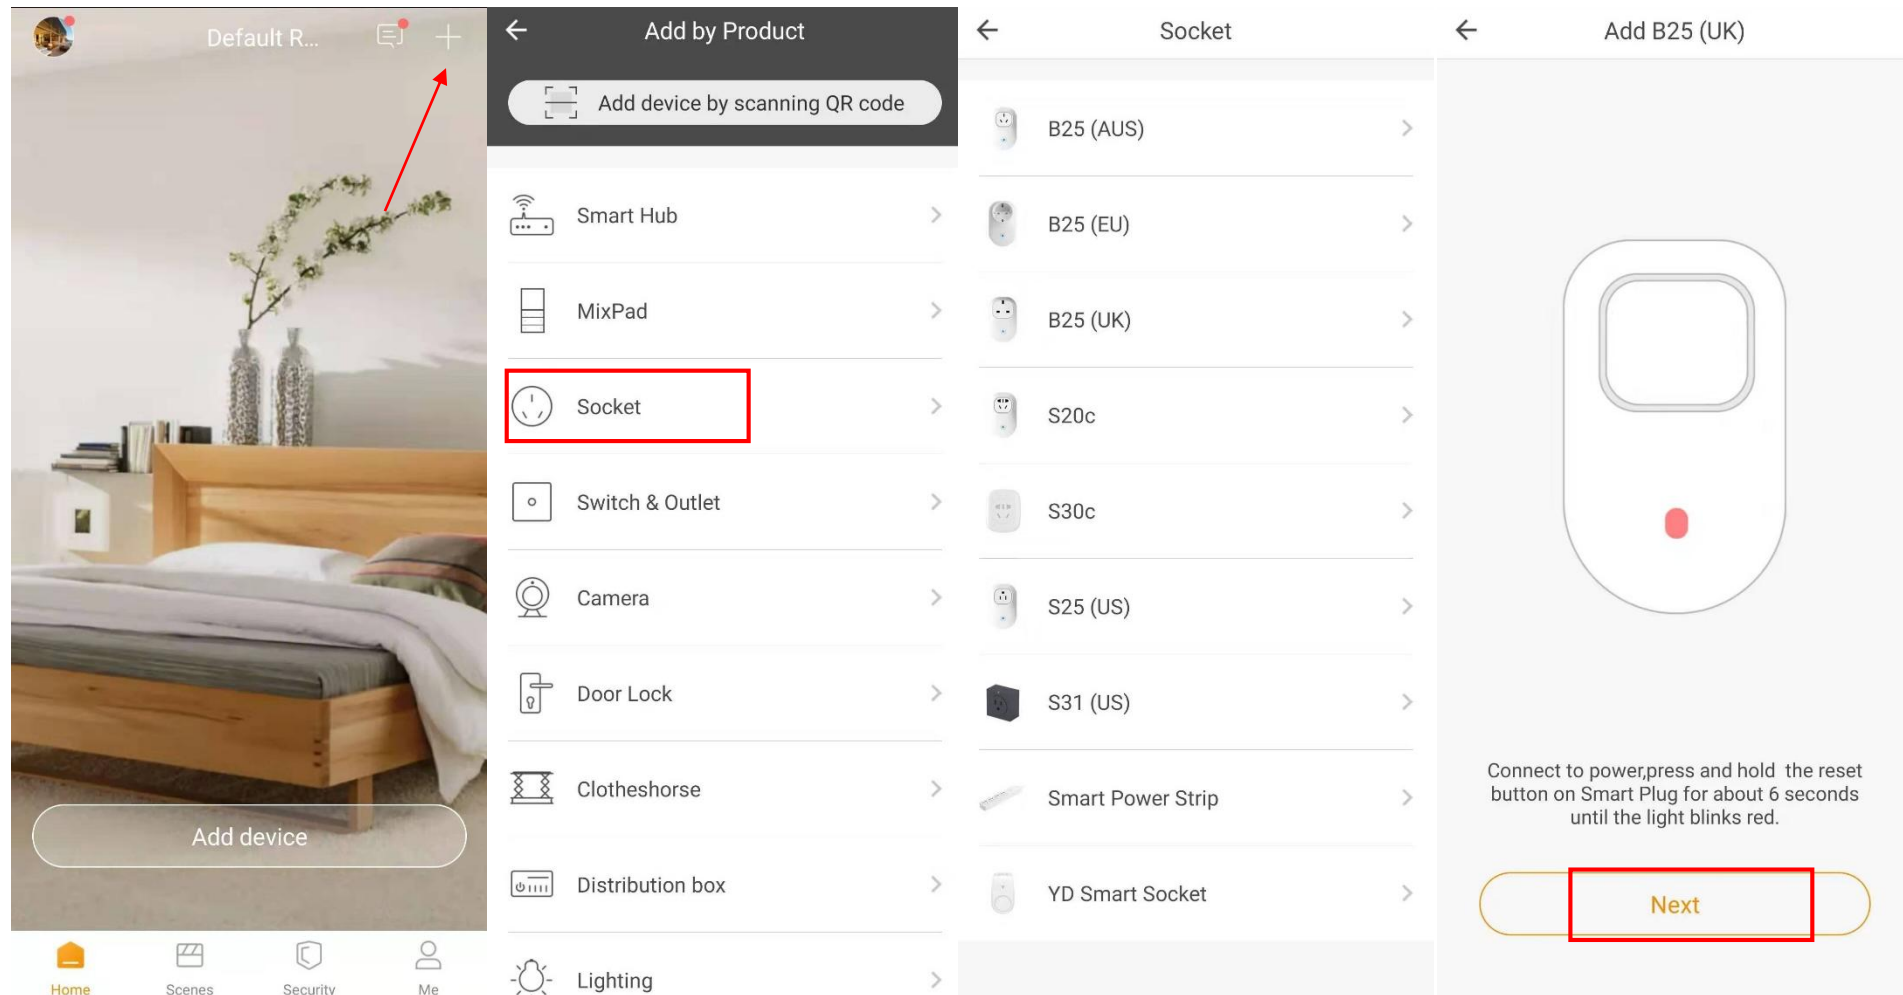 Default R...
Add device
Home
Scenes
Security
Me
Add by Product
Add device by scanning QR code
Smart Hub
MixPad
Socket
Switch & Outlet
Camera
Door Lock
Clotheshorse
Distribution box
Lighting
Socket
B25 (AUS)
B25 (EU)
B25 (UK)
S20c
S30c
S25 (US)
S31 (US)
Smart Power Strip
YD Smart Socket
Add B25 (UK)
Connect to power,press and hold the reset
button on Smart Plug for about 6 seconds
until the light blinks red.
Next